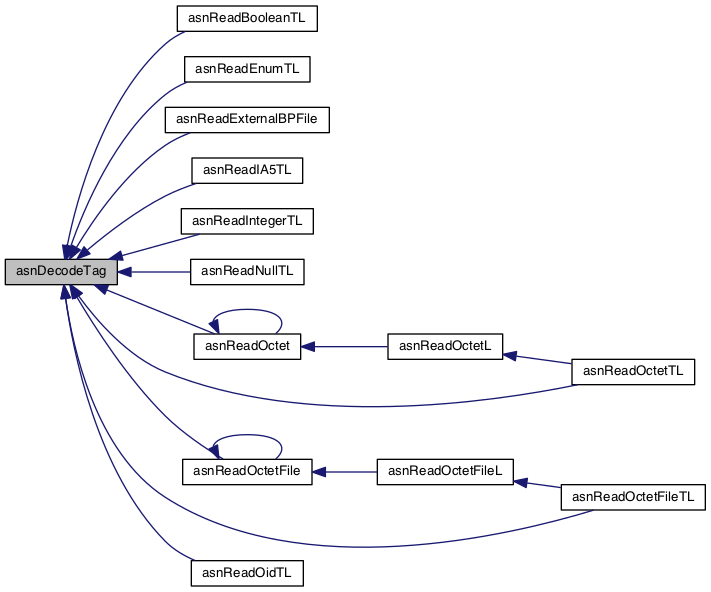 asnReadBooleanTL
asnReadEnumTL
asnReadExternalBPFile
asnReadIA5TL
asnReadIntegerTL
asnDecodeTag
asnReadNullTL
asnReadOctet
asnReadOctetL
asnReadOctetTL
asnReadOctetFile
asnReadOctetFileL
asnReadOctetFileTL
asnReadOidTL